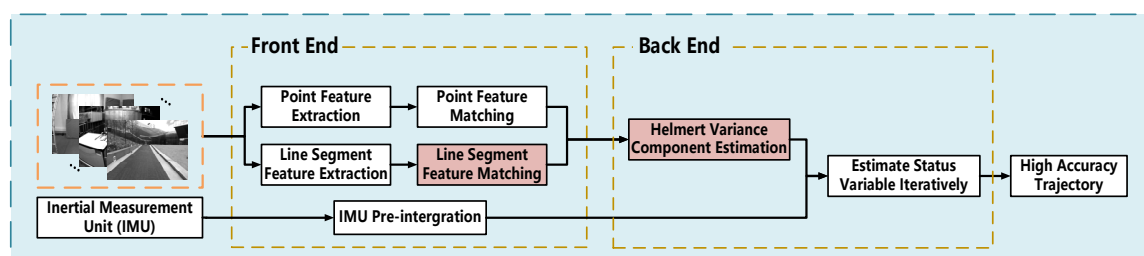 Front End
Back End
Point Feature
Extraction
Point Feature
Matching
Line Segment
Feature Extraction
Line Segment
Feature Matching
Helmert Variance
Component Estimation
Estimate Status
Variable Iteratively
High Accuracy
Trajectory
Inertial Measurement
Unit (IMU)
IMU Pre-intergration